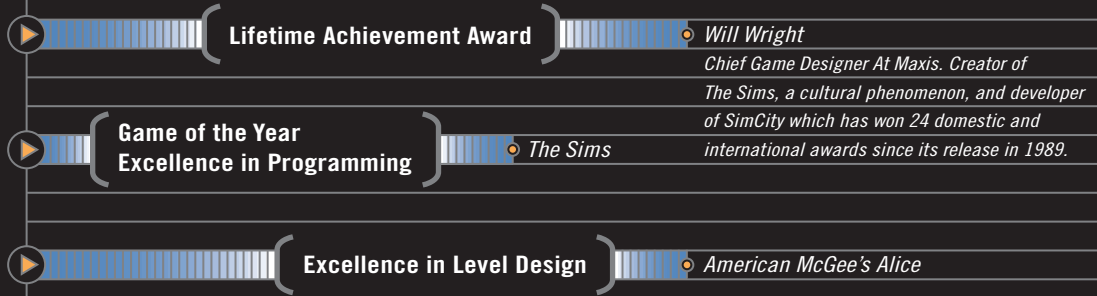 Lifetime Achievement Award
Will Wright
Chief Game Designer At Maxis. Creator of
The Sims, a cultural phenomenon, and developer
of SimCity which has won 24 domestic and
international awards since its release in 1989.
Game of the Year
Excellence in Programming
The Sims
Excellence in Level Design
American McGee's Alice